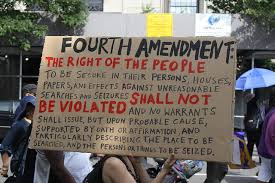 FOURTH AMENDMENT:
THE RIGHT OF THE PEOPLE
TO BE SECURE IN THEIR PERSONS, HOUSES,
PAPERS, AND EFFECTS, AGAINST UNREASONABLE
SEARCHES AND SEIZURES SHALL NOT
BE VIOLATED AND NO WARRANTS
SHALL ISSUE, BUT UPON PROBABLE CAUSE,
SUPPORTED BY OATH OR AFFIRMATION, AND
PARTICULARLY DESCRIBING THE PLACE TO BE
SEARCHED, AND THE PERSONS OR THINGS TO BE SEIZED.